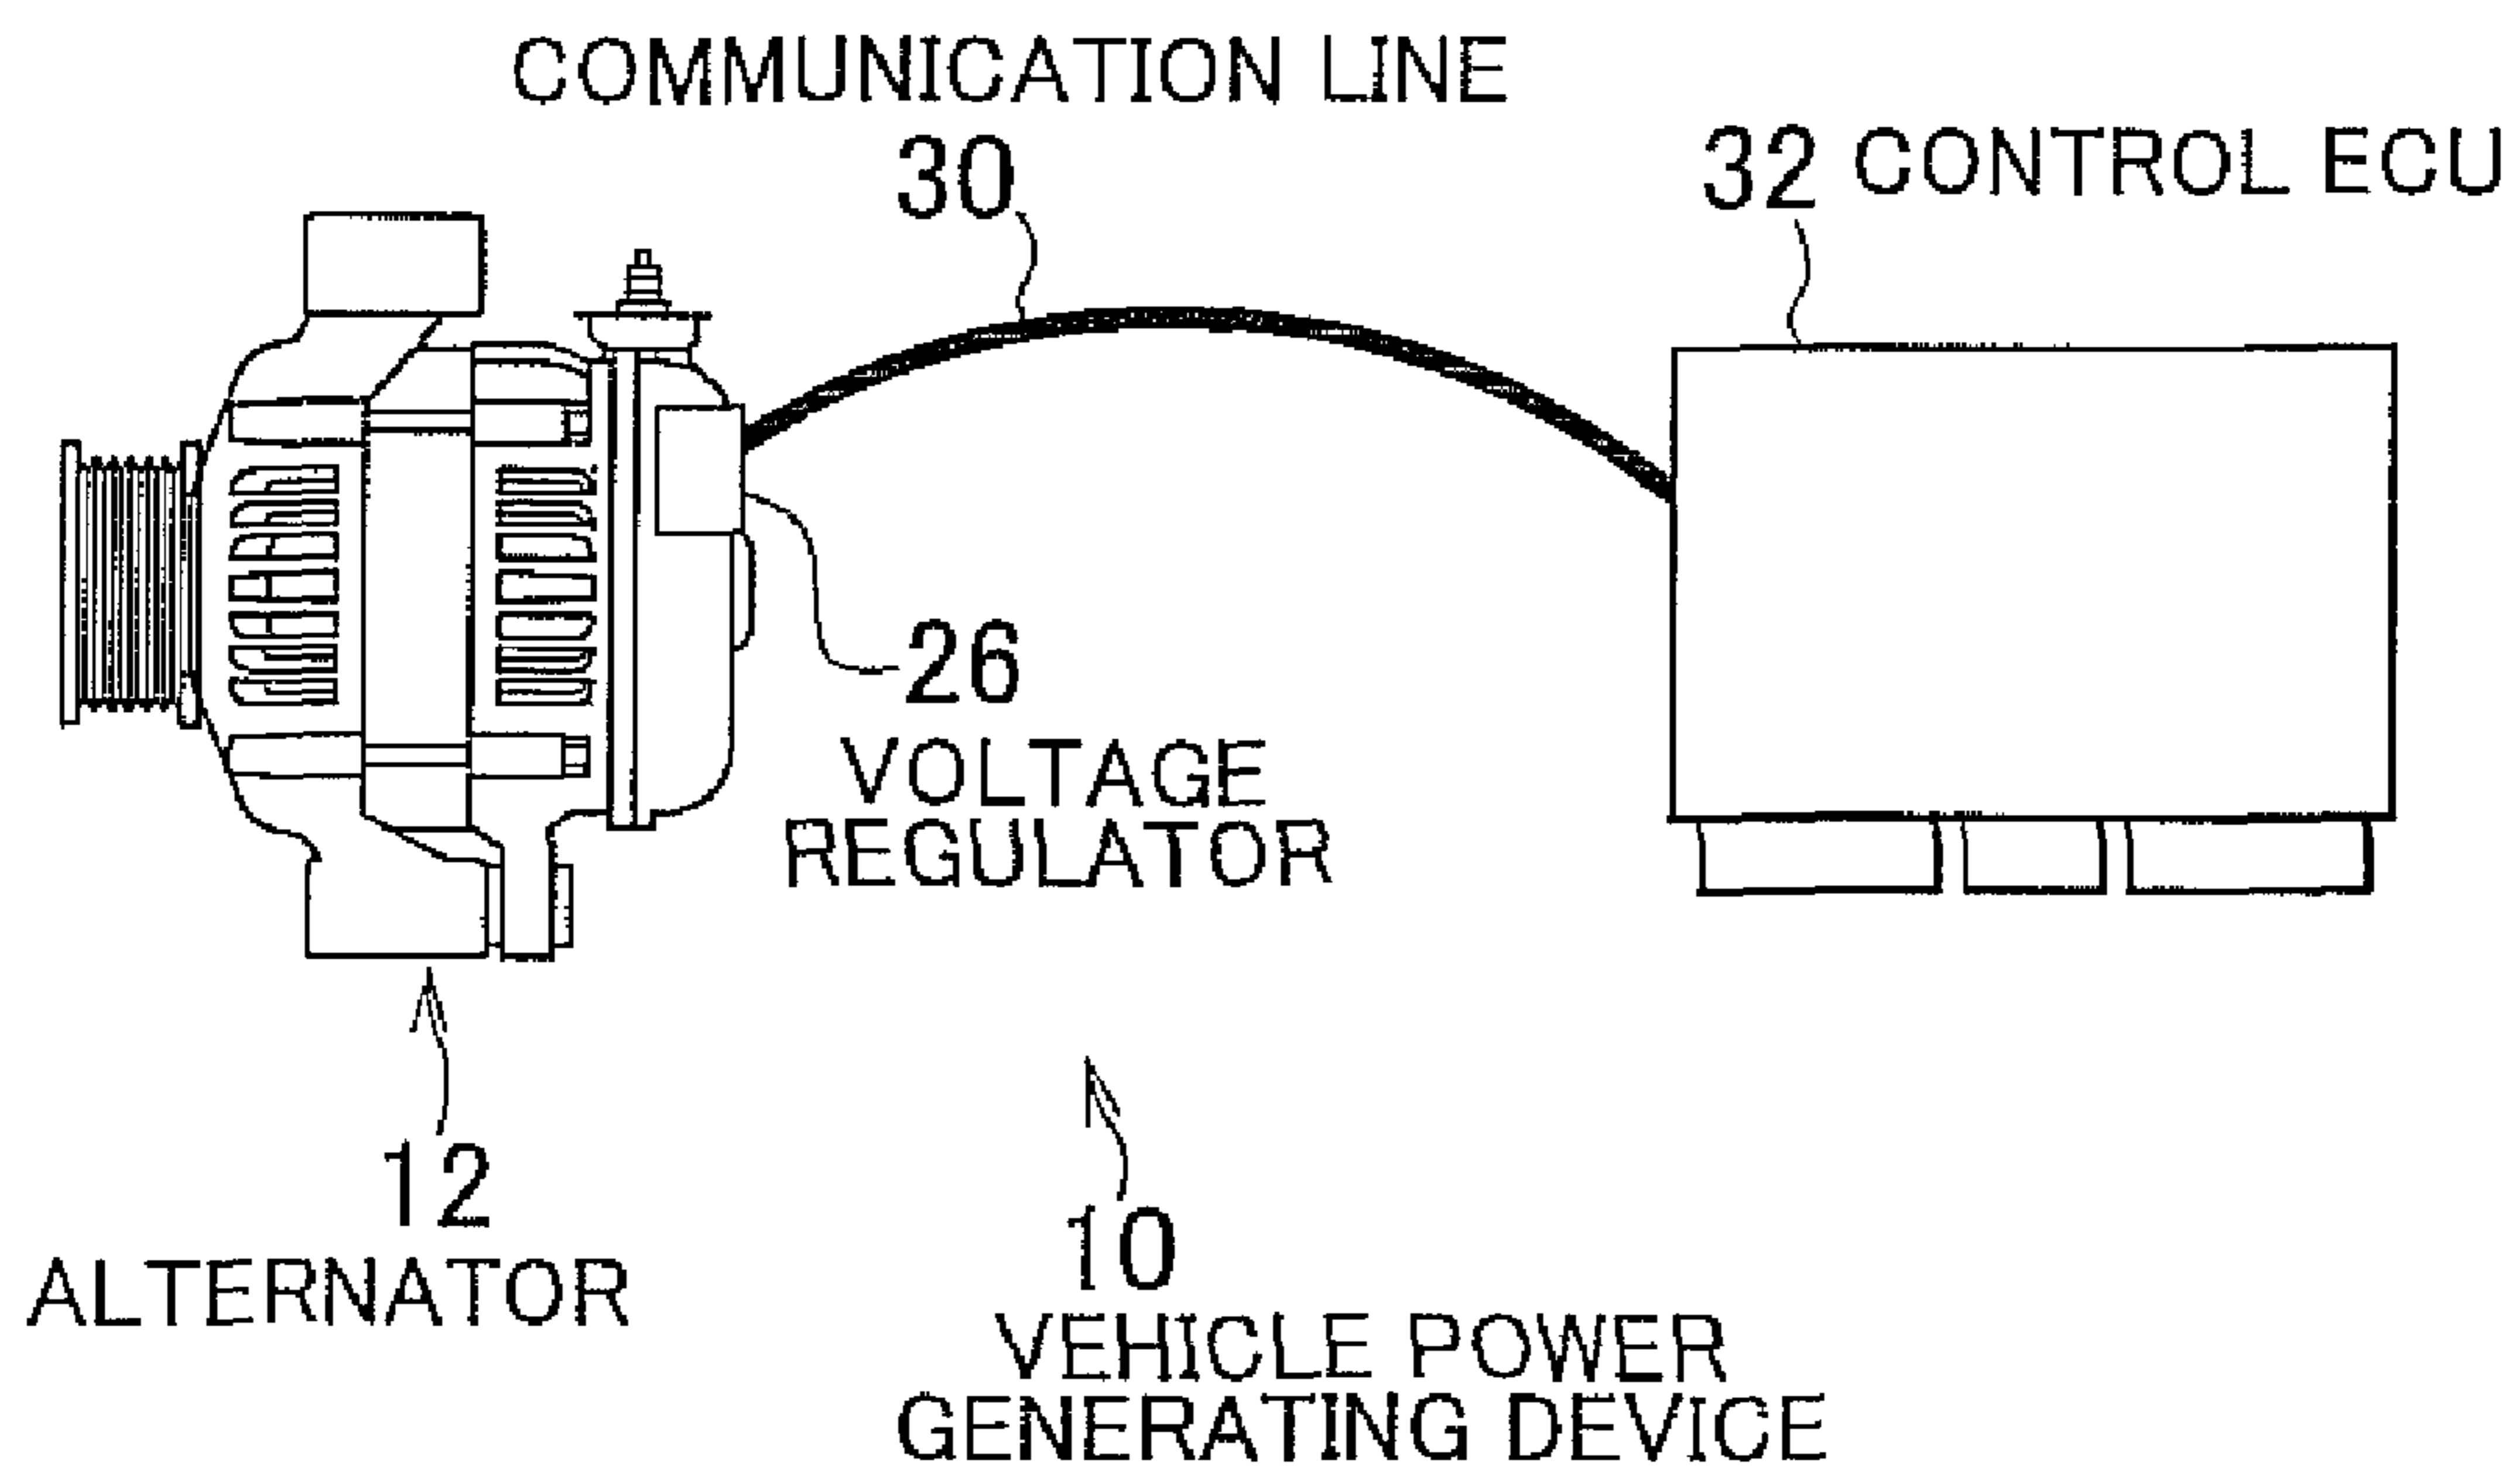 COMMUNICATION LINE
30
32 CONTROL ECU
26
VOLTAGE
REGULATOR
12
ALTERNATOR
10
VEHICLE POWER
GENERATING DEVICE